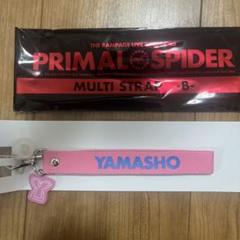 THE RAMPAGE LIVE
PRIMAL SPIDER
MULTI STRAP -B-
YAMASHO
Y